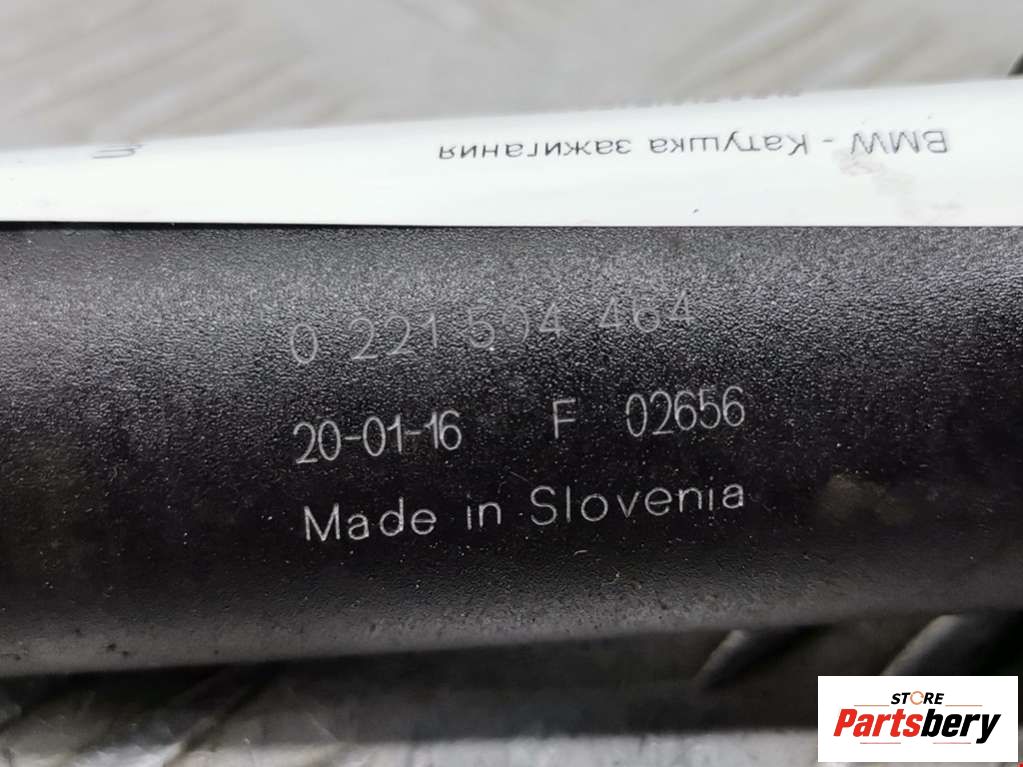 BMW - Катушка зажигания
0 221 504 464
20-01-16 F 02656
Made in Slovenia
STORE
Partsbery